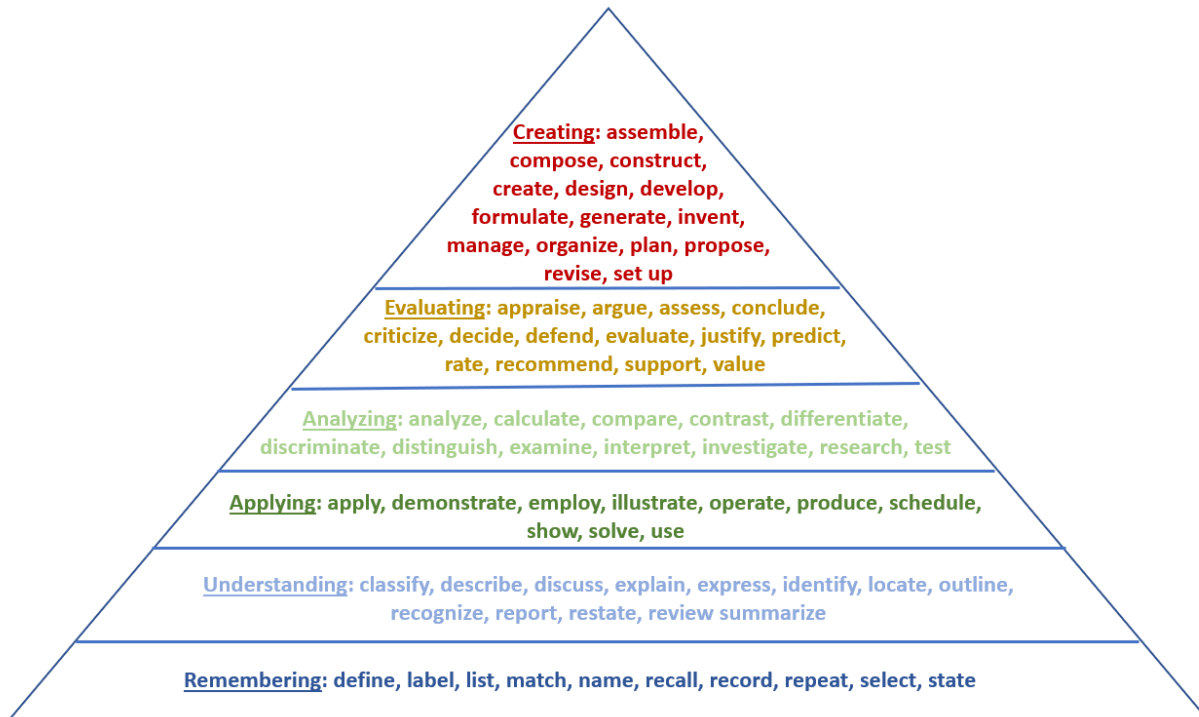 Creating: assemble,
compose, construct,
create, design, develop,
formulate, generate, invent,
manage, organize, plan, propose,
revise, set up
Evaluating: appraise, argue, assess, conclude,
criticize, decide, defend, evaluate, justify, predict,
rate, recommend, support, value
Analyzing: analyze, calculate, compare, contrast, differentiate,
discriminate, distinguish, examine, interpret, investigate, research, test
Applying: apply, demonstrate, employ, illustrate, operate, produce, schedule,
show, solve, use
Understanding: classify, describe, discuss, explain, express, identify, locate, outline,
recognize, report, restate, review summarize
Remembering: define, label, list, match, name, recall, record, repeat, select, state